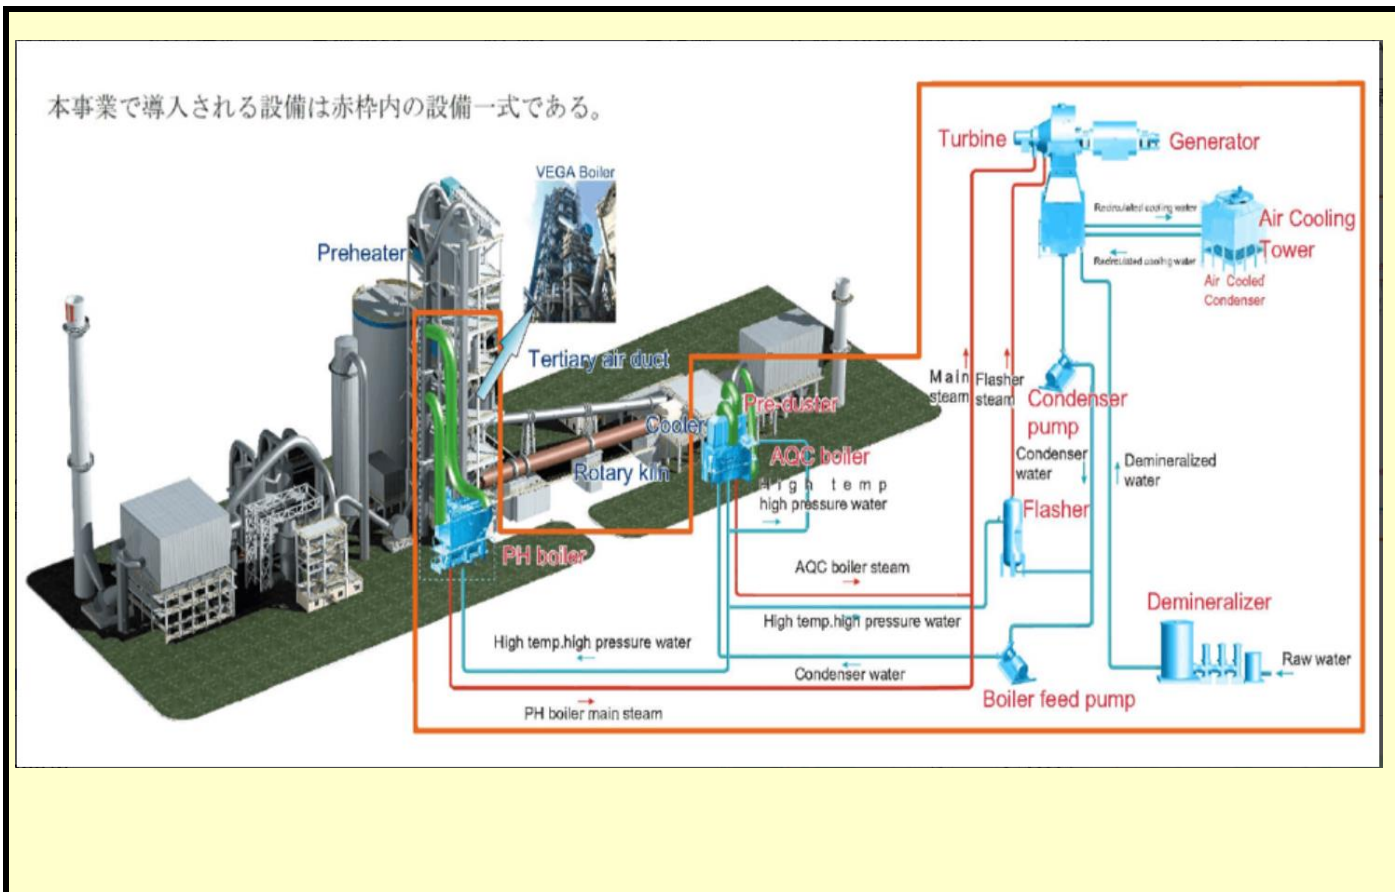 本事業で導入される設備は赤枠内の設備一式である。
VEGA Boiler
Preheater
Tertiary air duct
Cooler
Rotary kiln
PH boiler
Pre-duster
AQC boiler
High temp
high pressure water
Turbine
Generator
Recirculated cooling water
Recirculated cooling water
Air Cooling
Tower
Air Cooled
Condenser
Main
steam
Flasher
steam
Condenser
pump
Condenser
water
Demineralized
water
Flasher
AQC boiler steam
High temp.high pressure water
High temp.high pressure water
Condenser water
Demineralizer
Raw water
Boiler feed pump
PH boiler main steam